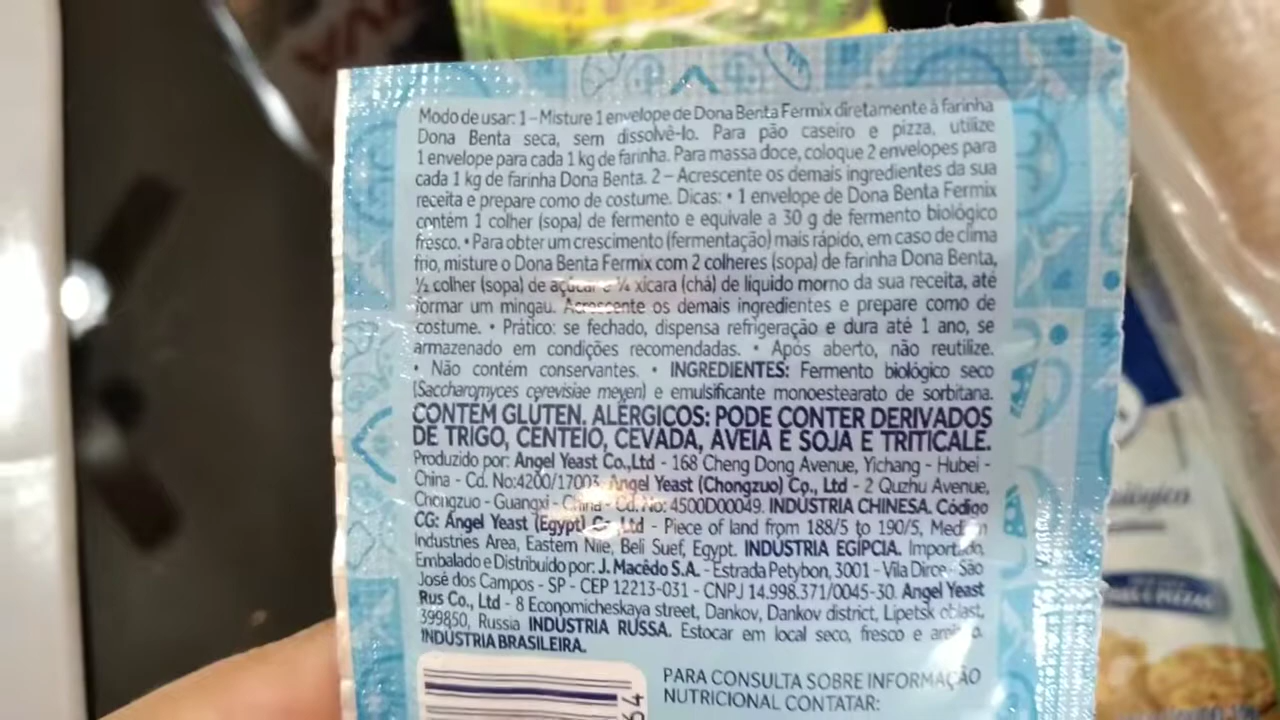 Modo de usar: 1 – Misture 1 envelope de Dona Benta Fermix diretamente à farinha
Dona Benta seca, sem dissolvê-lo. Para pão caseiro e pizza, utilize
1 envelope para cada 1 kg de farinha. Para massa doce, coloque 2 envelopes para
cada 1 kg de farinha Dona Benta. 2 – Acrescente os demais ingredientes da sua
receita e prepare como de costume. Dicas: • 1 envelope de Dona Benta Fermix
contém 1 colher (sopa) de fermento e equivale a 30 g de fermento biológico
fresco. • Para obter um crescimento (fermentação) mais rápido, em caso de clima
frio, misture o Dona Benta Fermix com 2 colheres (sopa) de farinha Dona Benta,
½ colher (sopa) de açúcar e ¼ xícara (chá) de líquido morno da sua receita, até
formar um mingau. Acrescente os demais ingredientes e prepare como de
costume. • Prático: se fechado, dispensa refrigeração e dura até 1 ano, se
armazenado em condições recomendadas. • Após aberto, não reutilize.
• Não contém conservantes. • INGREDIENTES: Fermento biológico seco
(Saccharomyces cerevisiae meyen) e emulsificante monoestearato de sorbitana.
CONTÉM GLÚTEN. ALÉRGICOS: PODE CONTER DERIVADOS
DE TRIGO, CENTEIO, CEVADA, AVEIA E SOJA E TRITICALE.
Produzido por: Angel Yeast Co.,Ltd - 168 Cheng Dong Avenue, Yichang - Hubei -
China - Cd. No:4200/17003. Angel Yeast (Chongzuo) Co., Ltd - 2 Quzhu Avenue,
Chongzuo - Guangxi - China - Cd. No: 4500D00049. INDÚSTRIA CHINESA. Código
CG: Angel Yeast (Egypt) Co Ltd - Piece of land from 188/5 to 190/5, Medium
Industries Area, Eastern Nile, Beli Suef, Egypt. INDÚSTRIA EGÍPCIA. Importado,
Embalado e Distribuído por: J. Macêdo S.A. - Estrada Petybon, 3001 - Vila Dirce - São
José dos Campos - SP - CEP 12213-031 - CNPJ 14.998.371/0045-30. Angel Yeast
Rus Co., Ltd - 8 Economicheskaya street, Dankov, Dankov district, Lipetsk oblast,
399850, Russia INDÚSTRIA RUSSA. Estocar em local seco, fresco e arejado.
INDÚSTRIA BRASILEIRA.
PARA CONSULTA SOBRE INFORMAÇÃO
NUTRICIONAL CONTATAR: